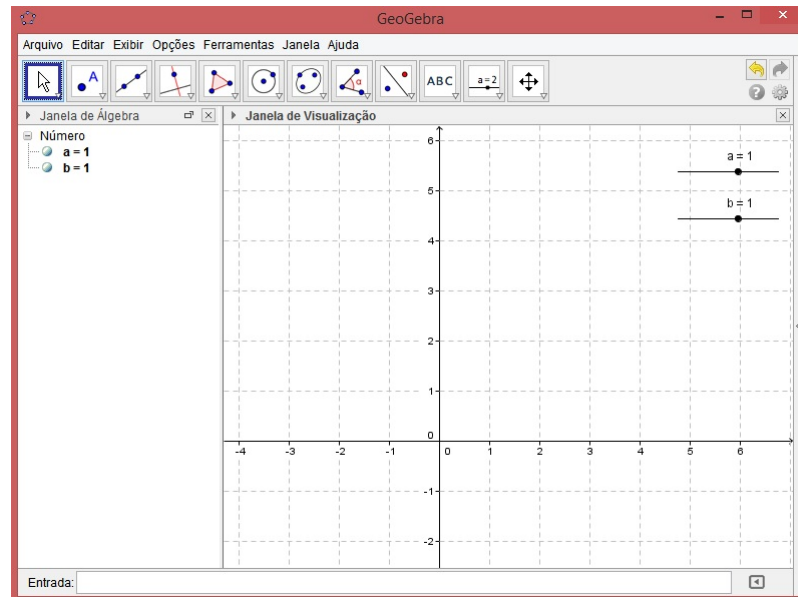 GeoGebra
Arquivo Editar Exibir Opções Ferramentas Janela Ajuda
A
α
ABC
a=2
Janela de Álgebra
Janela de Visualização
Número
a = 1
b = 1
a = 1
b = 1
6
5
4
3
2
1
0
-4 -3 -2 -1 0 1 2 3 4 5 6
-1
-2
Entrada: